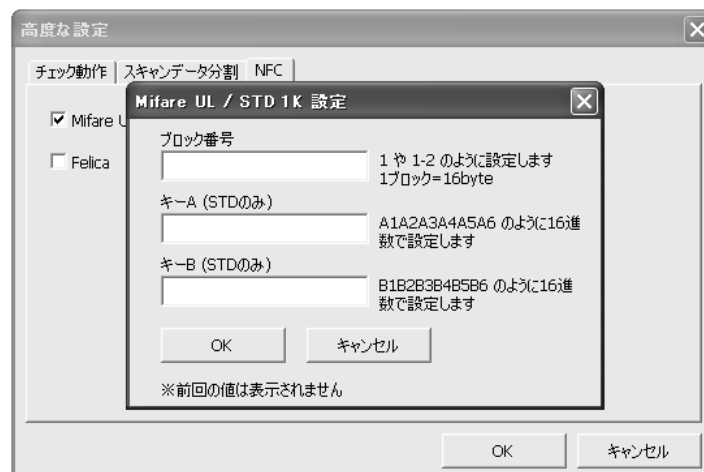 高度な設定
チェック動作 スキャンデータ分割 NFC
Mifare U
Felica
Mifare UL / STD 1K 設定
ブロック番号
1 や 1-2 のように設定します
1ブロック=16byte
キーA (STDのみ)
A1A2A3A4A5A6 のように16進
数で設定します
キーB (STDのみ)
B1B2B3B4B5B6 のように16進
数で設定します
OK キャンセル
※前回の値は表示されません
OK キャンセル